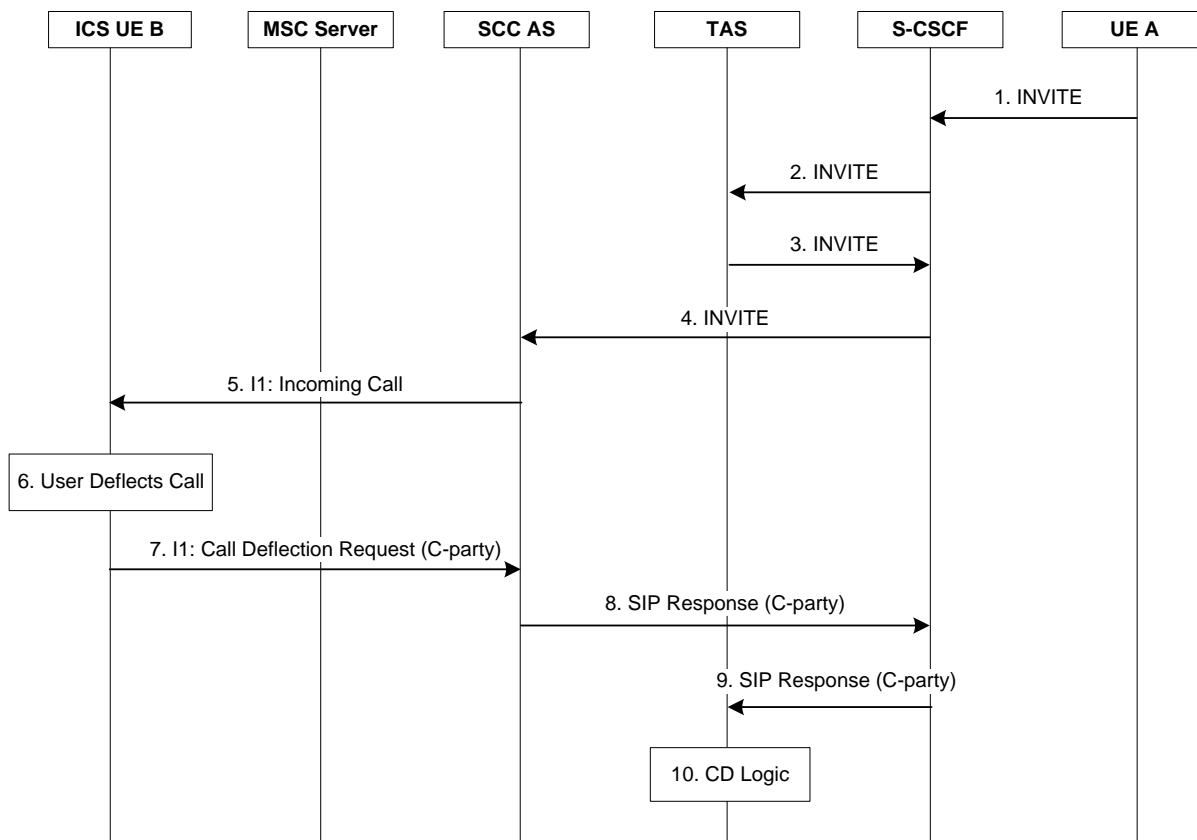 ICS UE B
MSC Server
SCC AS
TAS
S-CSCF
UE A
1. INVITE
2. INVITE
3. INVITE
4. INVITE
5. I1: Incoming Call
6. User Deflects Call
7. I1: Call Deflection Request (C-party)
8. SIP Response (C-party)
9. SIP Response (C-party)
10. CD Logic